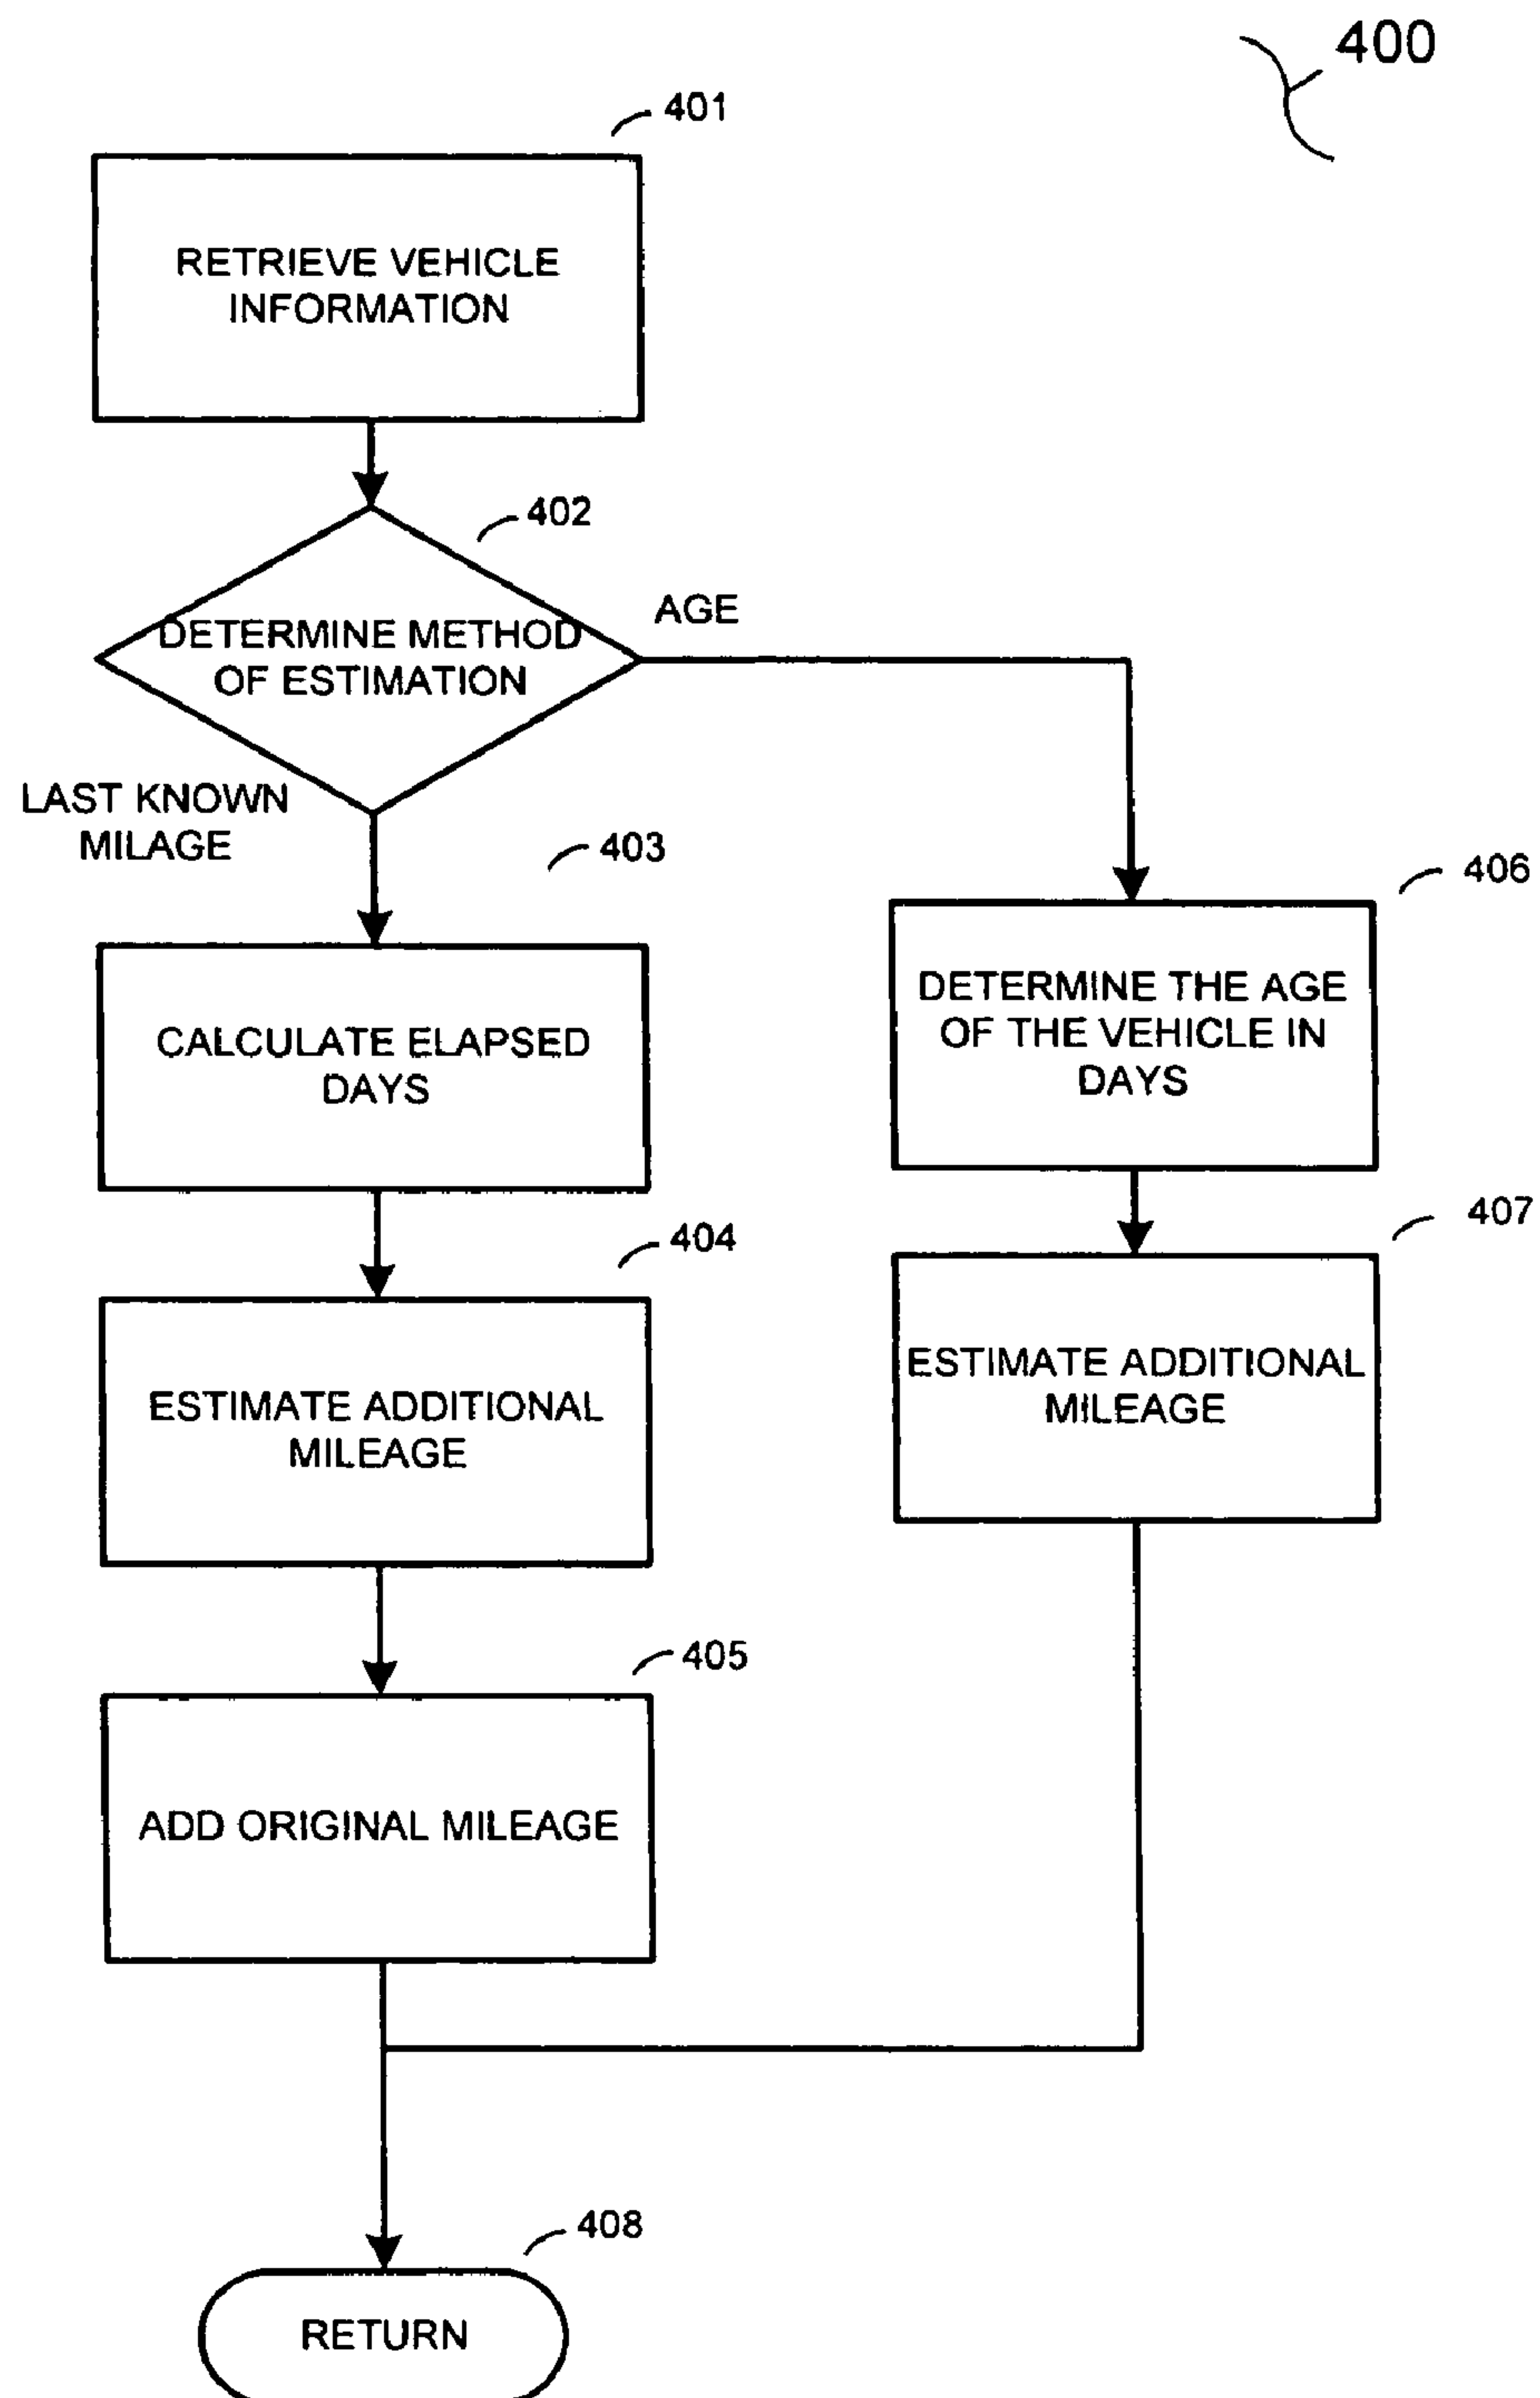 400
401
RETRIEVE VEHICLE
INFORMATION
402
DETERMINE METHOD
OF ESTIMATION
AGE
LAST KNOWN
MILAGE
403
CALCULATE ELAPSED
DAYS
404
ESTIMATE ADDITIONAL
MILEAGE
405
ADD ORIGINAL MILEAGE
406
DETERMINE THE AGE
OF THE VEHICLE IN
DAYS
407
ESTIMATE ADDITIONAL
MILEAGE
408
RETURN